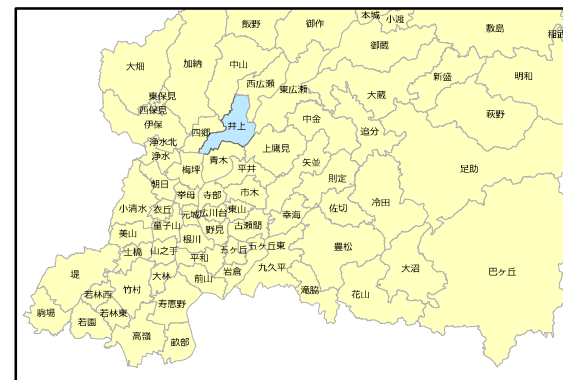 本城
小渡
飯野
御作
敷島
稲武
御蔵
大畑
加納
中山
新盛
明和
西広瀬
東広瀬
大蔵
東保見
西保見
萩野
伊保
四郷
井上
中金
追分
浄水北
浄水
青木
上鷹見
矢並
足助
梅坪
平井
則定
朝日
挙母
寺部
市木
冷田
小清水
衣丘
元城
広川台
東山
幸海
佐切
美山
童子山
野見
古瀬間
根川
土橋
山之手
平和
五ヶ丘
五ヶ丘東
豊松
堤
大林
前山
岩倉
九久平
大沼
巴ヶ丘
竹村
若林西
寿恵野
滝脇
花山
駒場
若園
若林東
高嶺
畝部